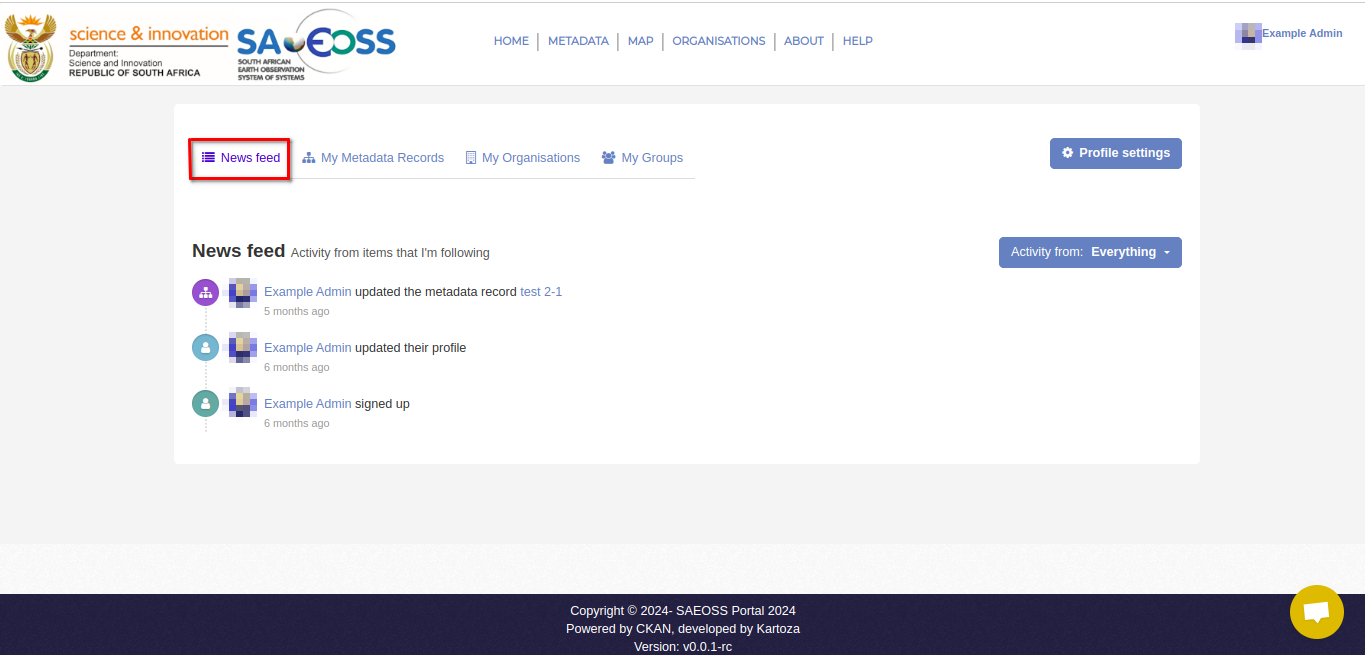 science & innovation
Department:
Science and Innovation
REPUBLIC OF SOUTH AFRICA
SAEOSS
SOUTH AFRICAN
EARTH OBSERVATION
SYSTEM OF SYSTEMS
HOME
METADATA
MAP
ORGANISATIONS
ABOUT
HELP
Example Admin
News feed
My Metadata Records
My Organisations
My Groups
Profile settings
News feed Activity from items that I'm following
Activity from: Everything
Example Admin updated the metadata record test 2-1
5 months ago
Example Admin updated their profile
6 months ago
Example Admin signed up
6 months ago
Copyright © 2024- SAEOSS Portal 2024
Powered by CKAN, developed by Kartoza
Version: v0.0.1-rc